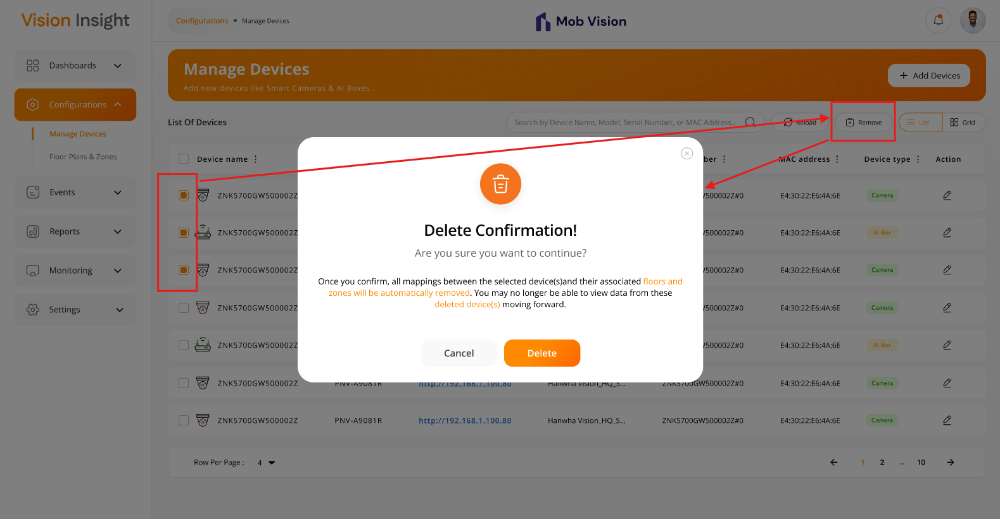 Vision Insight
Configurations • Manage Devices
Mob Vision
Dashboards
Configurations
Manage Devices
Floor Plans & Zones
Events
Reports
Monitoring
Settings
Manage Devices
Add new devices like Smart Cameras & AI Boxes..
+ Add Devices
List Of Devices
Search by Device Name, Model, Serial Number, or MAC Address..
Reload
Remove
List
Grid
Device name
ber
MAC address
Device type
Action
ZNK5700GW500002Z
W500002Z#0
E4:30:22:E6:4A:6E
Camera
ZNK5700GW500002Z
/500002Z#0
E4:30:22:E6:4A:6E
AI Box
ZNK5700GW500002Z
/500002Z#0
E4:30:22:E6:4A:6E
Camera
ZNK5700GW500002Z
/500002Z#0
E4:30:22:E6:4A:6E
Camera
ZNK5700GW500002Z
/500002Z#0
E4:30:22:E6:4A:6E
AI Box
ZNK5700GW500002Z
PNV-A9081R
http://192.168.1.100.80
Hanwha Vision_HQ_S...
ZNK5700GW500002Z#0
E4:30:22:E6:4A:6E
Camera
ZNK5700GW500002Z
PNV-A9081R
http://192.168.1.100.80
Hanwha Vision_HQ_S...
ZNK5700GW500002Z#0
E4:30:22:E6:4A:6E
Camera
Delete Confirmation!
Are you sure you want to continue?
Once you confirm, all mappings between the selected device(s)and their associated floors and
zones will be automatically removed. You may no longer be able to view data from these
deleted device(s) moving forward.
Cancel
Delete
Row Per Page : 4
1 2 ... 10